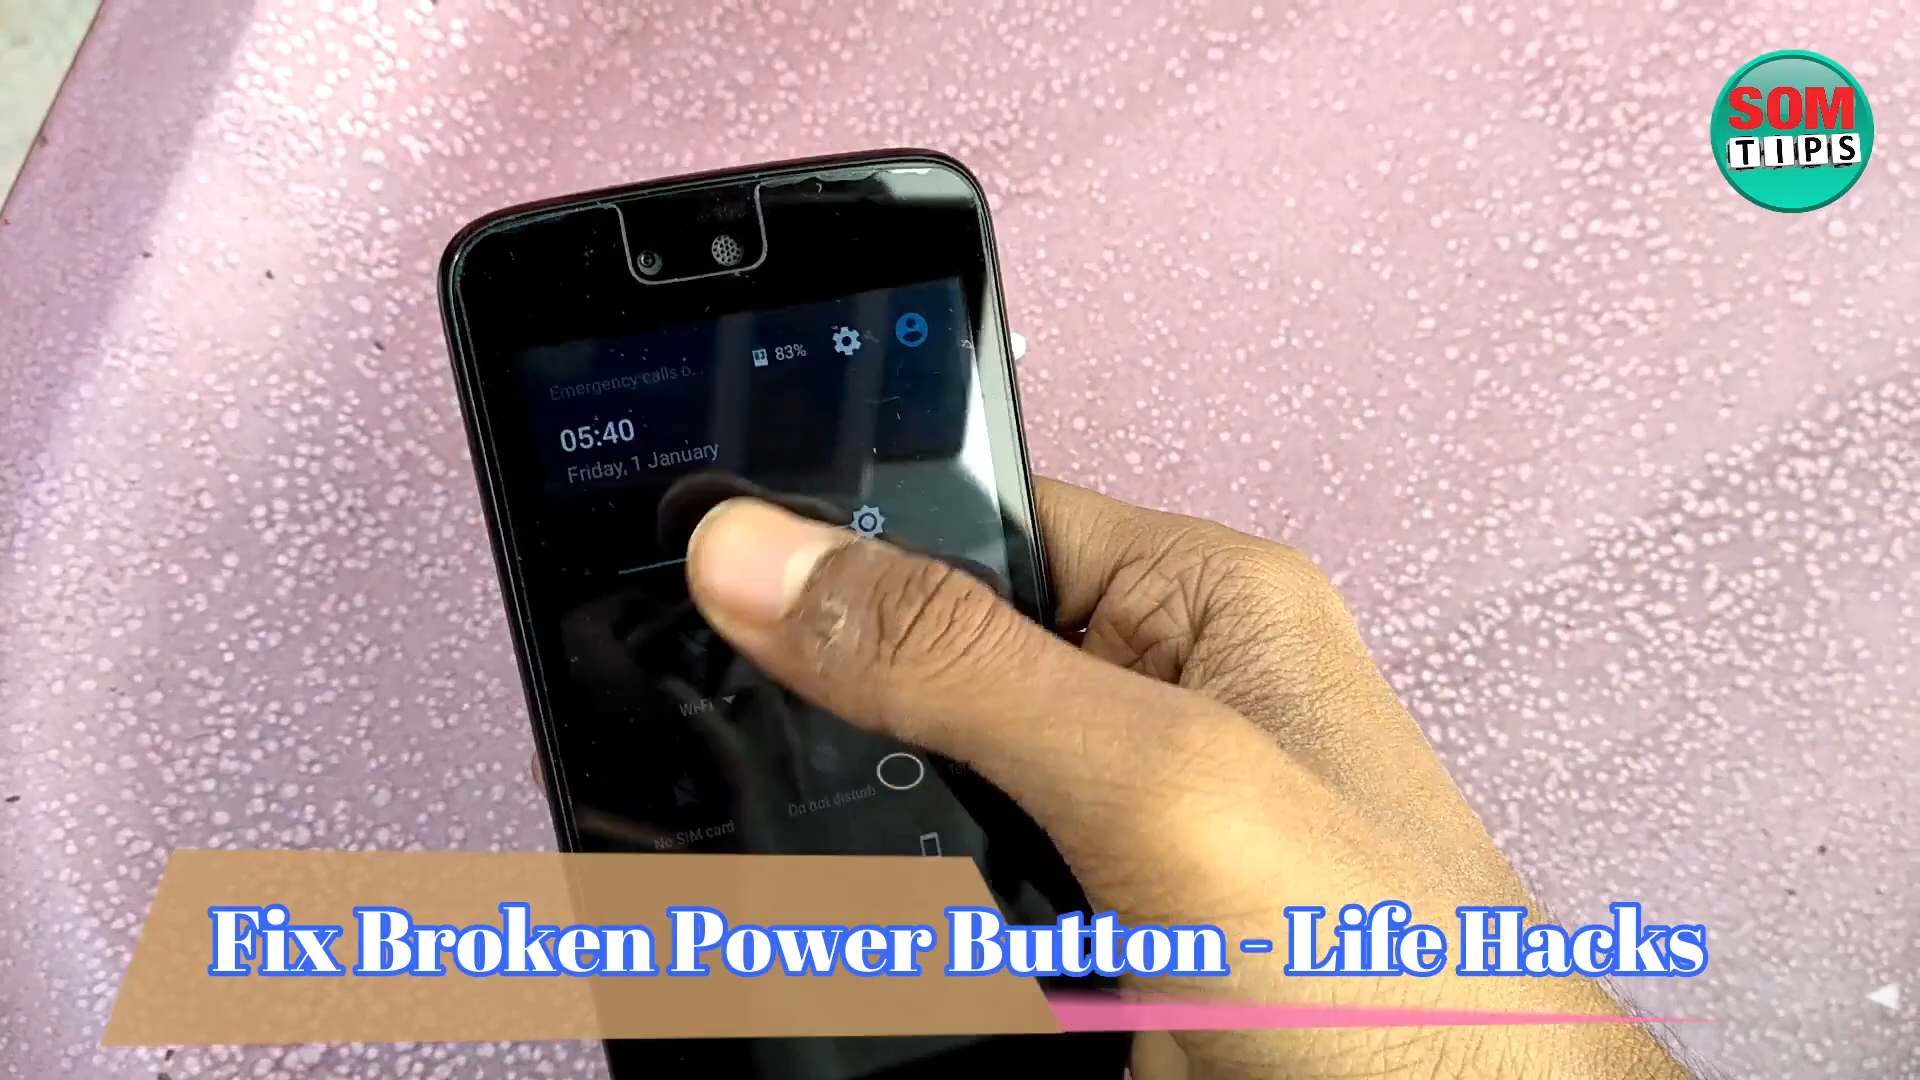 SOM
TIPS
83%
Emergency calls o...
05:40
Friday, 1 January
Wi-Fi
Do not disturb
No SIM card
Fix Broken Power Button - Life Hacks